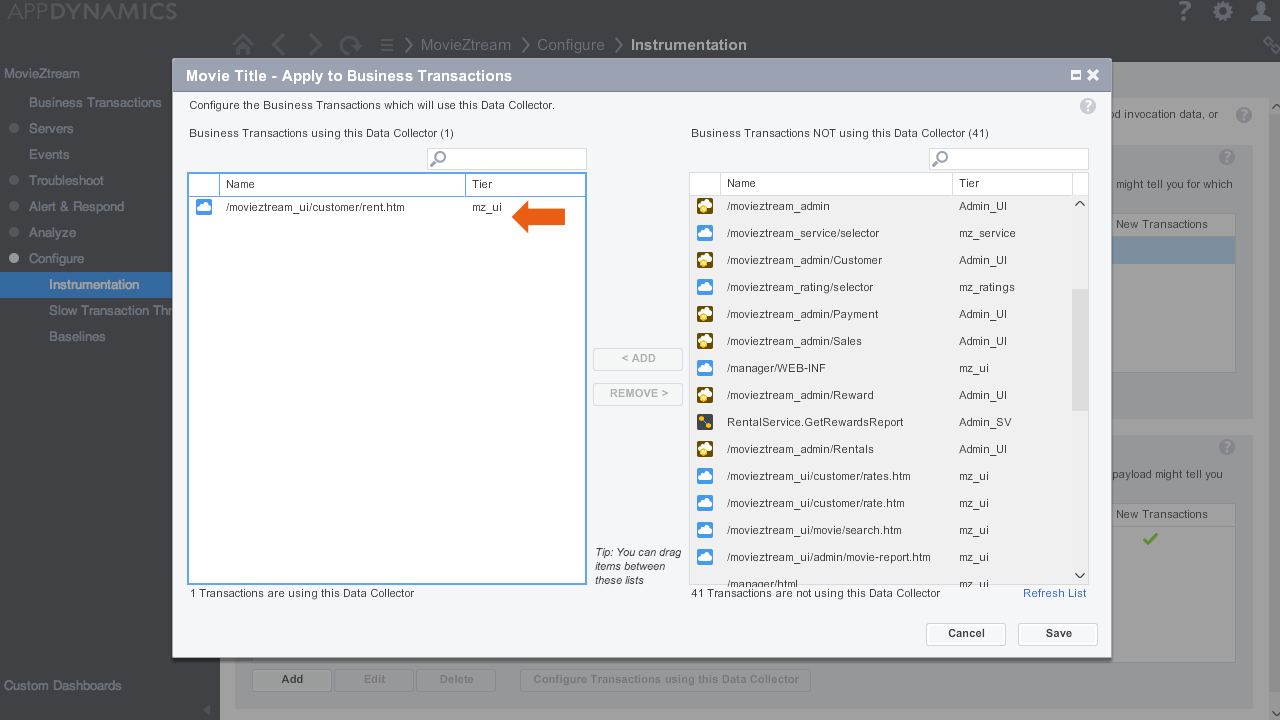 APPDYNAMICS
?
MovieZtream Configure Instrumentation
MovieZtream
Business Transactions
Servers
Events
Troubleshoot
Alert & Respond
Analyze
Configure
Instrumentation
Slow Transaction Thr
Baselines
Custom Dashboards
Movie Title - Apply to Business Transactions
Configure the Business Transactions which will use this Data Collector.
?
Business Transactions using this Data Collector (1)
Name Tier
/movieztream_ui/customer/rent.htm mz_ui
1 Transactions are using this Data Collector
< ADD
REMOVE >
Tip: You can drag
items between
these lists
Business Transactions NOT using this Data Collector (41)
Name Tier
/movieztream_admin Admin_UI
/movieztream_service/selector mz_service
/movieztream_admin/Customer Admin_UI
/movieztream_rating/selector mz_ratings
/movieztream_admin/Payment Admin_UI
/movieztream_admin/Sales Admin_UI
/manager/WEB-INF mz_ui
/movieztream_admin/Reward Admin_UI
RentalService.GetRewardsReport Admin_SV
/movieztream_admin/Rentals Admin_UI
/movieztream_ui/customer/rates.htm mz_ui
/movieztream_ui/customer/rate.htm mz_ui
/movieztream_ui/movie/search.htm mz_ui
/movieztream_ui/admin/movie-report.htm mz_ui
/manager/html mz_ui
41 Transactions are not using this Data Collector
Refresh List
Cancel Save
d invocation data, or ?
?
might tell you for which
New Transactions
?
payload might tell you
New Transactions
Add Edit Delete Configure Transactions using this Data Collector